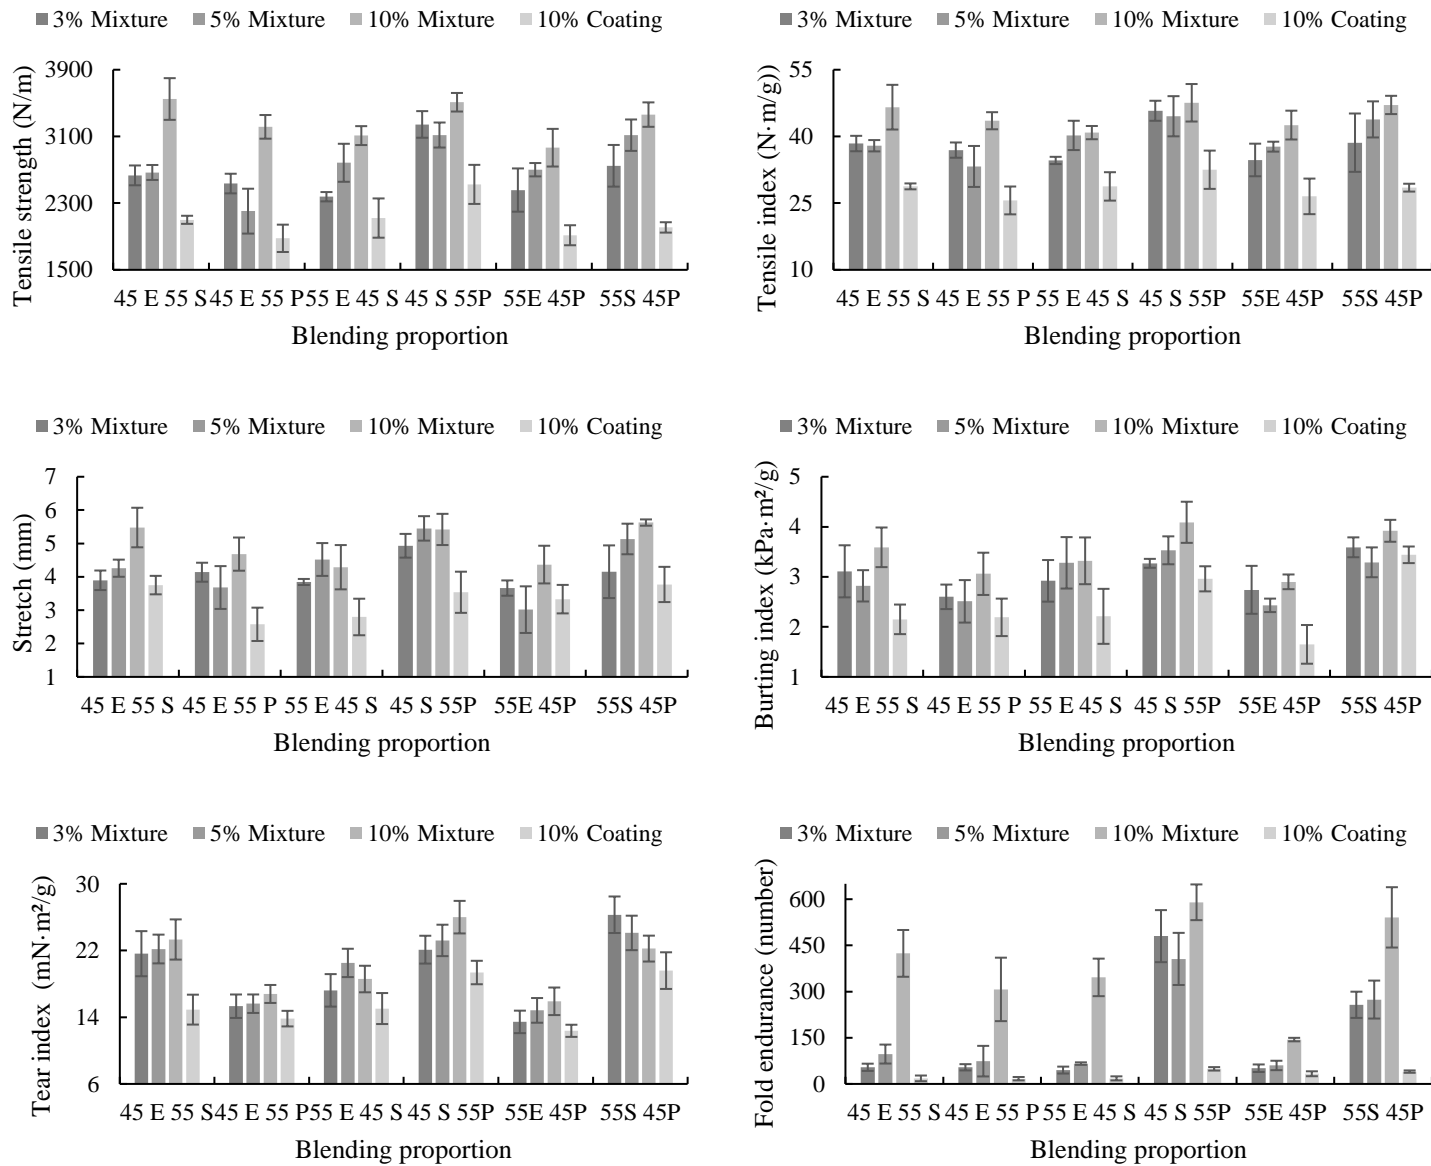 3% Mixture 5% Mixture 10% Mixture 10% Coating
Tensile strength (N/m)
3900
3100
2300
1500
45 E 55 S 45 E 55 P 55 E 45 S 45 S 55P 55E 45P 55S 45P
Blending proportion
3% Mixture 5% Mixture 10% Mixture 10% Coating
Tensile index (N·m/g))
55
40
25
10
45 E 55 S 45 E 55 P 55 E 45 S 45 S 55P 55E 45P 55S 45P
Blending proportion
3% Mixture 5% Mixture 10% Mixture 10% Coating
Stretch (mm)
7
6
5
4
3
2
1
45 E 55 S 45 E 55 P 55 E 45 S 45 S 55P 55E 45P 55S 45P
Blending proportion
3% Mixture 5% Mixture 10% Mixture 10% Coating
Burting index (kPa·m²/g)
5
4
3
2
1
45 E 55 S 45 E 55 P 55 E 45 S 45 S 55P 55E 45P 55S 45P
Blending proportion
3% Mixture 5% Mixture 10% Mixture 10% Coating
Tear index (mN·m²/g)
30
22
14
6
45 E 55 S 45 E 55 P 55 E 45 S 45 S 55P 55E 45P 55S 45P
Blending proportion
3% Mixture 5% Mixture 10% Mixture 10% Coating
Fold endurance (number)
600
450
300
150
0
45 E 55 S 45 E 55 P 55 E 45 S 45 S 55P 55E 45P 55S 45P
Blending proportion